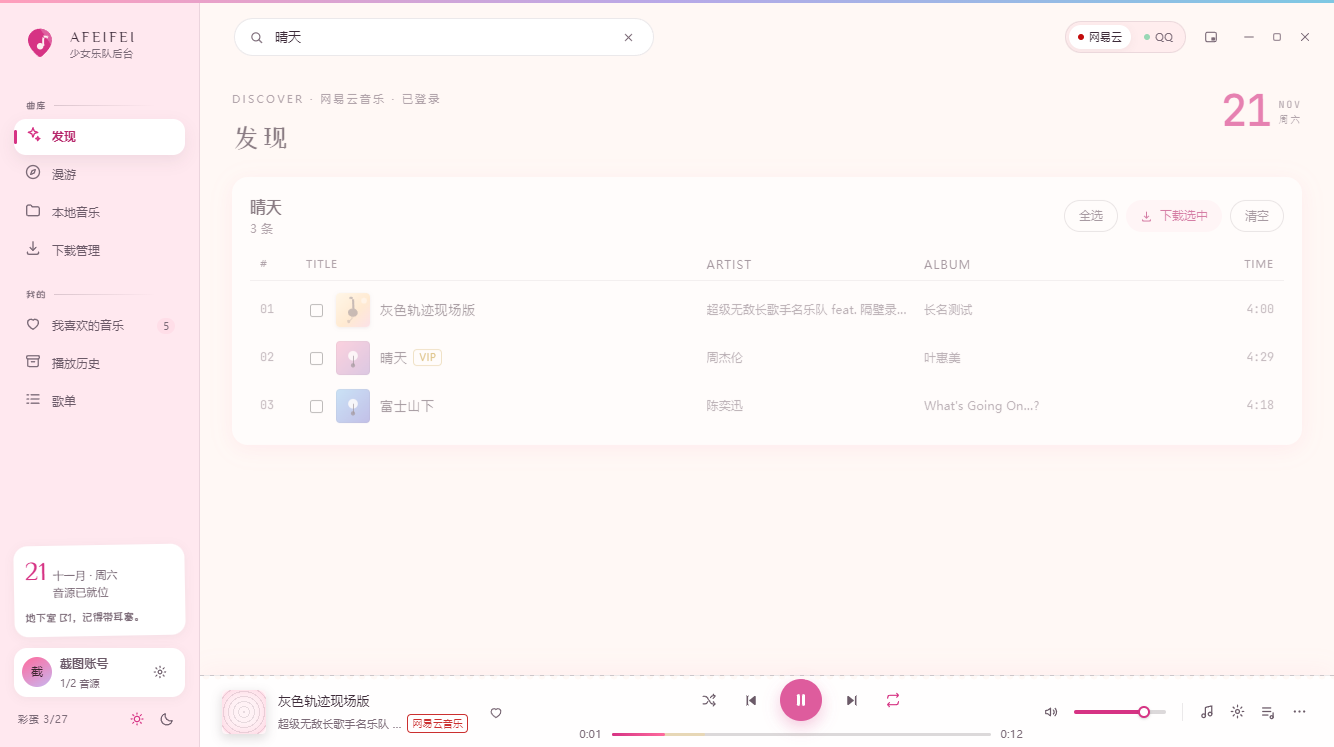 AFEIFEI
少女乐队后台
曲库
发现
漫游
本地音乐
下载管理
我的
我喜欢的音乐 5
播放历史
歌单
21 十一月 · 周六
音源已就位
地下室 B1，记得带耳塞。
截 截图账号
1/2 音源
彩蛋 3/27
晴天
网易云 QQ
DISCOVER · 网易云音乐 · 已登录
发现
21 NOV
周六
晴天
3 条
全选 下载选中 清空
# TITLE ARTIST ALBUM TIME
01 灰色轨迹现场版 超级无敌长歌手名乐队 feat. 隔壁录... 长名测试 4:00
02 晴天 VIP 周杰伦 叶惠美 4:29
03 富士山下 陈奕迅 What's Going On...? 4:18
灰色轨迹现场版
超级无敌长歌手名乐队 ... 网易云音乐
0:01 0:12